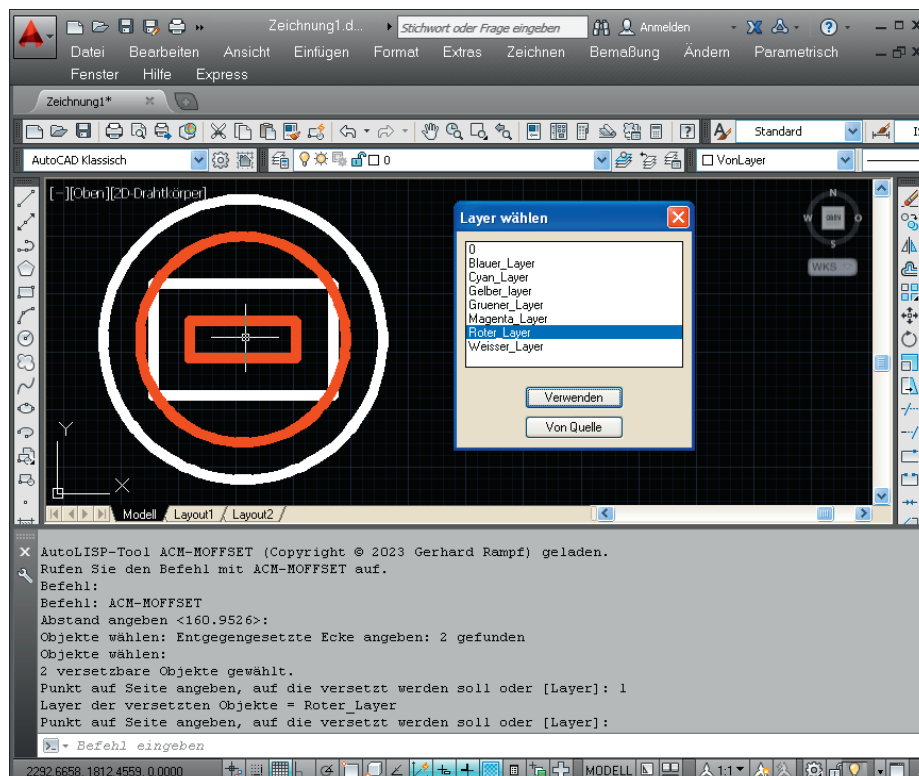 Zeichnung1.d... Stichwort oder Frage eingeben Anmelden
Datei Bearbeiten Ansicht Einfügen Format Extras Zeichnen Bemaßung Ändern Parametrisch
Fenster Hilfe Express
Zeichnung1*
Standard
AutoCAD Klassisch 0 VonLayer
[−][Oben][2D-Drahtkörper]
N
W OBEN O
S
WKS
Layer wählen
0
Blauer_Layer
Cyan_Layer
Gelber_layer
Gruener_Layer
Magenta_Layer
Roter_Layer
Weisser_Layer
Verwenden
Von Quelle
Y
X
Modell Layout1 Layout2
AutoLISP-Tool ACM-MOFFSET (Copyright © 2023 Gerhard Rampf) geladen.
Rufen Sie den Befehl mit ACM-MOFFSET auf.
Befehl:
Befehl: ACM-MOFFSET
Abstand angeben <160.9526>:
Objekte wählen: Entgegengesetzte Ecke angeben: 2 gefunden
Objekte wählen:
2 versetzbare Objekte gewählt.
Punkt auf Seite angeben, auf die versetzt werden soll oder [Layer]: l
Layer der versetzten Objekte = Roter_Layer
Punkt auf Seite angeben, auf die versetzt werden soll oder [Layer]:
Befehl eingeben
2292.6658, 1812.4559, 0.0000 MODELL 1:1